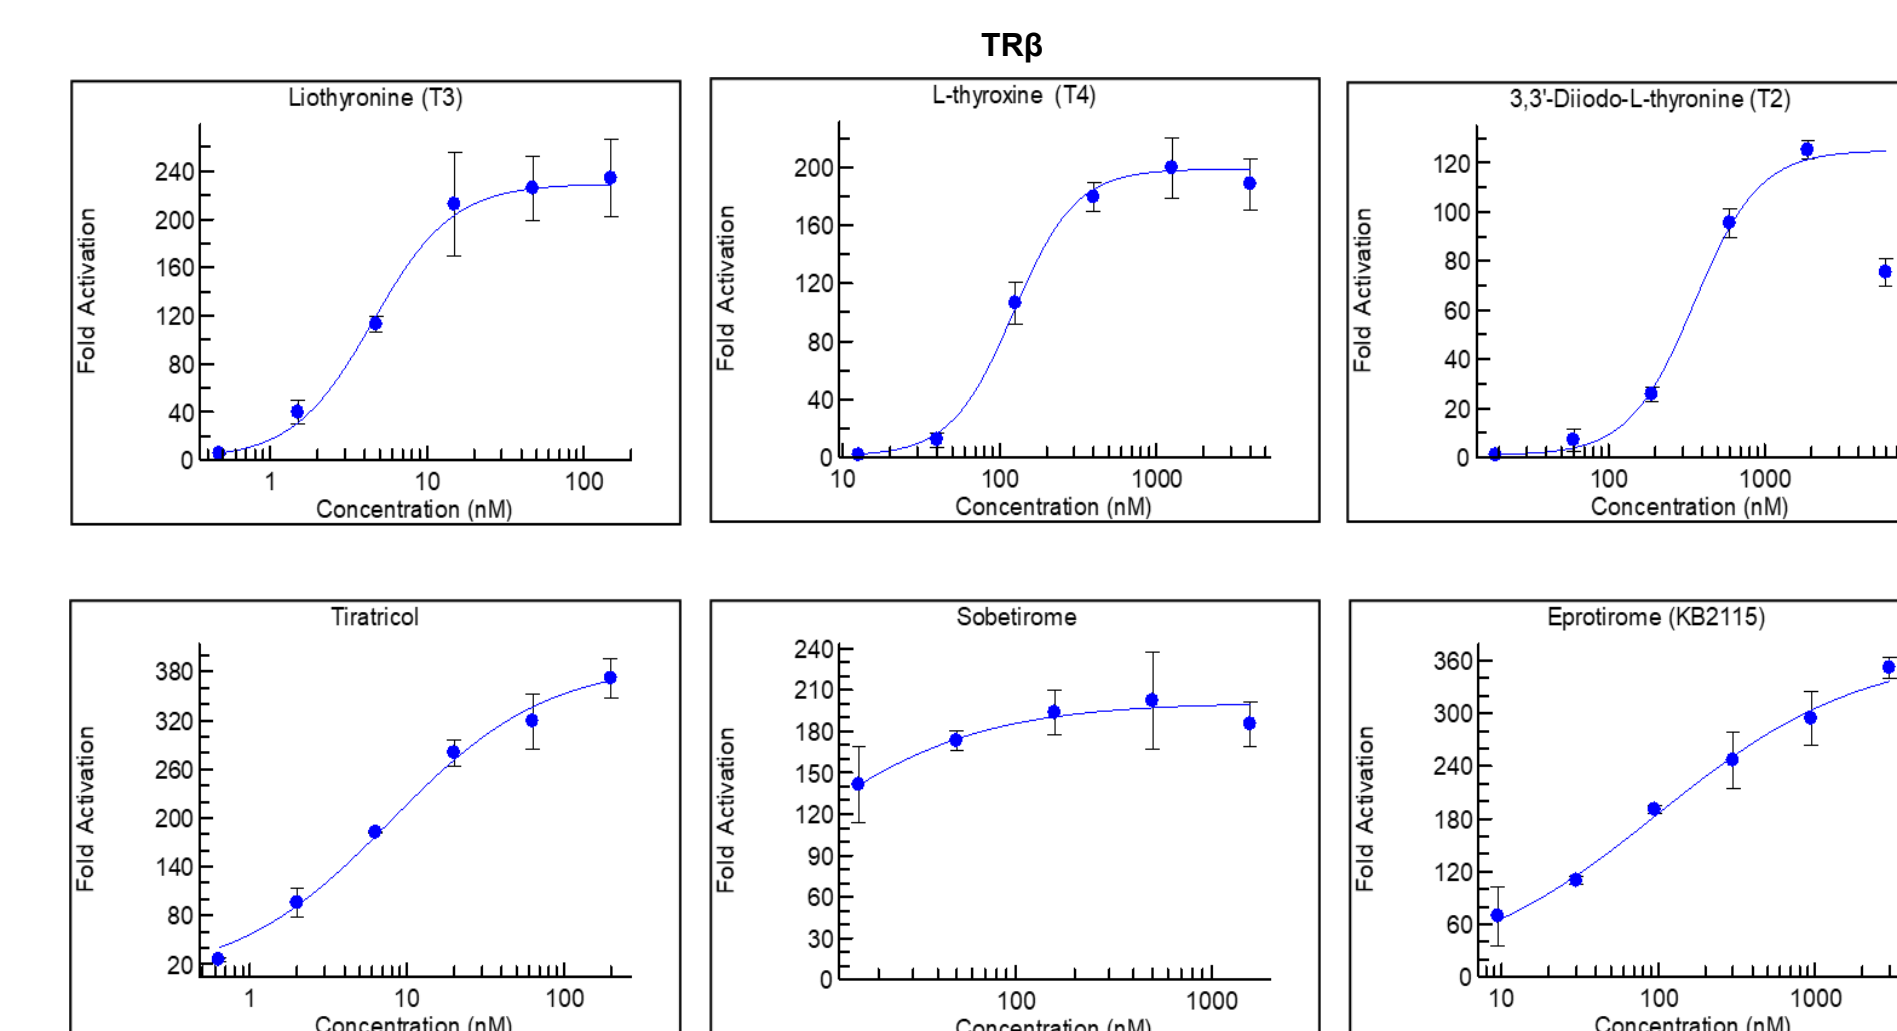 TRβ
Liothyronine (T3)
Fold Activation
240
200
160
120
80
40
0
1 10 100
Concentration (nM)
L-thyroxine (T4)
Fold Activation
200
160
120
80
40
0
10 100 1000
Concentration (nM)
3,3'-Diiodo-L-thyronine (T2)
Fold Activation
120
100
80
60
40
20
0
100 1000
Concentration (nM)
Tiratricol
Fold Activation
380
320
260
200
140
80
20
1 10 100
Concentration (nM)
Sobetirome
Fold Activation
240
210
180
150
120
90
60
30
0
100 1000
Concentration (nM)
Eprotirome (KB2115)
Fold Activation
360
300
240
180
120
60
0
10 100 1000
Concentration (nM)